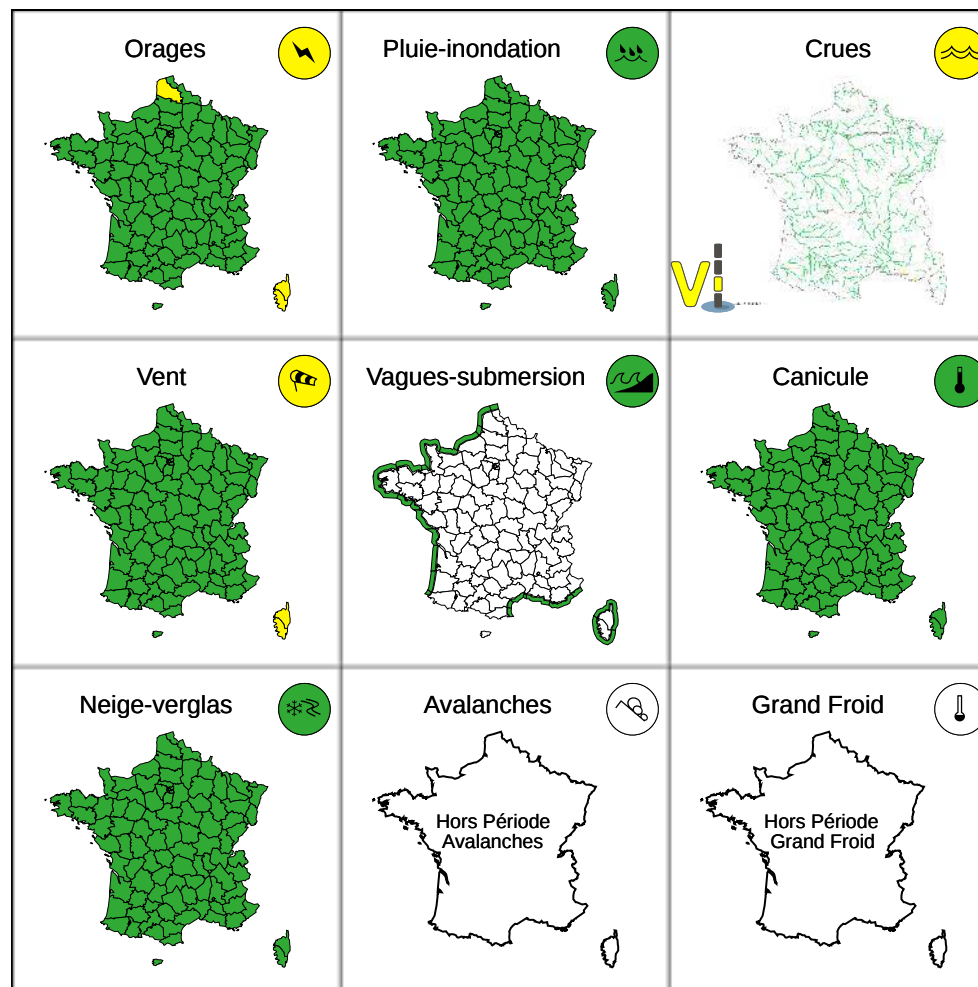 Orages
Pluie-inondation
Crues
Vi
Vent
Vagues-submersion
Canicule
Neige-verglas
Avalanches
Grand Froid
Hors Période
Avalanches
Hors Période
Grand Froid